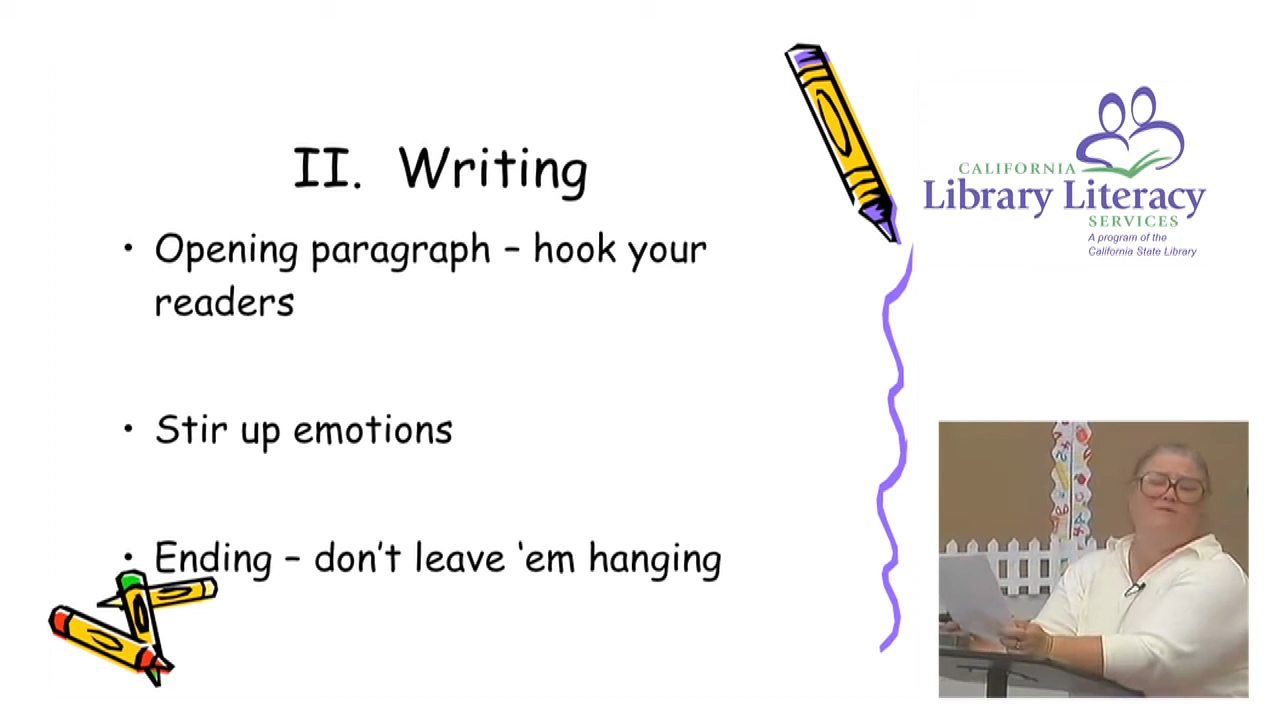 II. Writing
• Opening paragraph – hook your
readers
• Stir up emotions
• Ending – don't leave 'em hanging
CALIFORNIA
Library Literacy
SERVICES
A program of the
California State Library